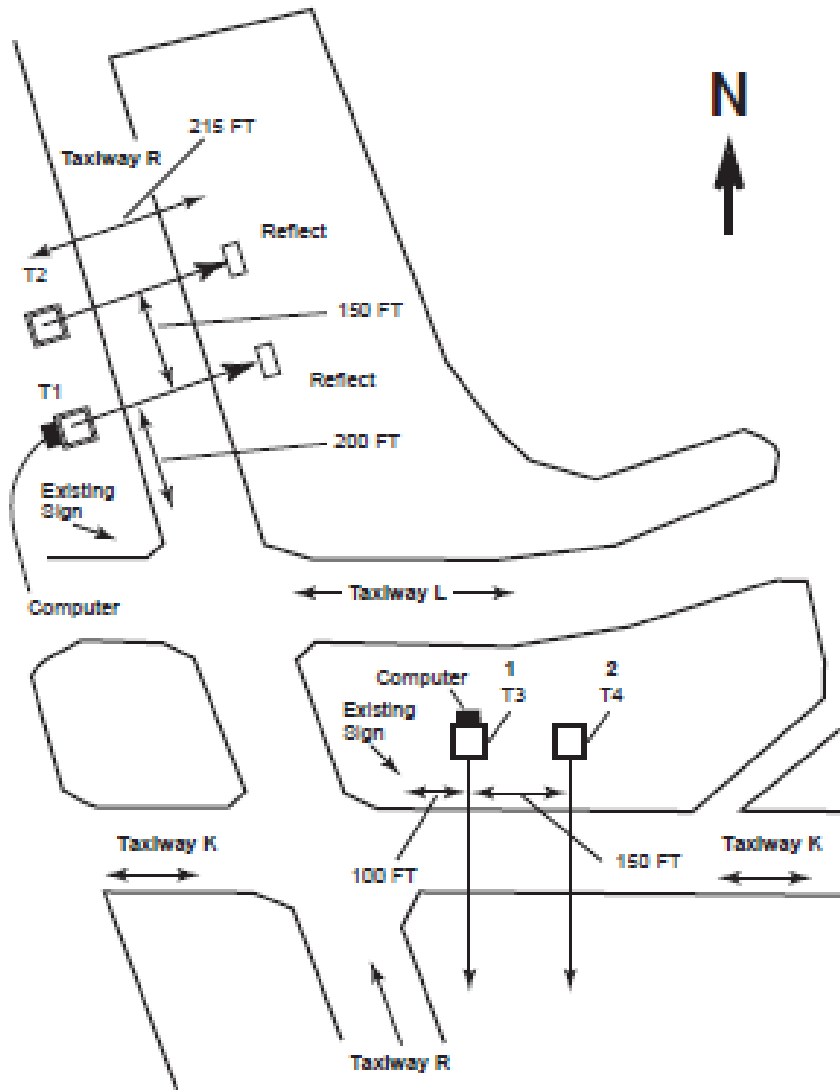 N
215 FT
Taxiway R
Reflect
T2
150 FT
T1
Reflect
200 FT
Existing
Sign
Computer
Taxiway L
1
2
Computer
T3
T4
Existing
Sign
Taxiway K
Taxiway K
100 FT
150 FT
Taxiway R